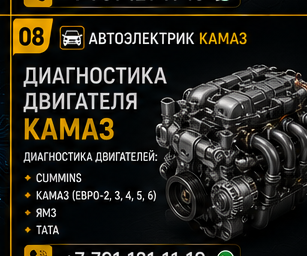 08 АВТОЭЛЕКТРИК КАМАЗ
ДИАГНОСТИКА
ДВИГАТЕЛЯ
КАМАЗ
ДИАГНОСТИКА ДВИГАТЕЛЕЙ:
CUMMINS
КАМАЗ (ЕВРО-2, 3, 4, 5, 6)
ЯМЗ
ТАТА